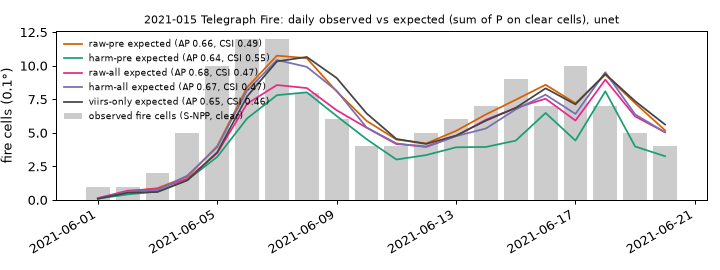 2021-015 Telegraph Fire: daily observed vs expected (sum of P on clear cells), unet
fire cells (0.1°)
12.5
10.0
7.5
5.0
2.5
0.0
raw-pre expected (AP 0.66, CSI 0.49)
harm-pre expected (AP 0.64, CSI 0.55)
raw-all expected (AP 0.68, CSI 0.47)
harm-all expected (AP 0.67, CSI 0.47)
viirs-only expected (AP 0.65, CSI 0.46)
observed fire cells (S-NPP, clear)
2021-06-01
2021-06-05
2021-06-09
2021-06-13
2021-06-17
2021-06-21